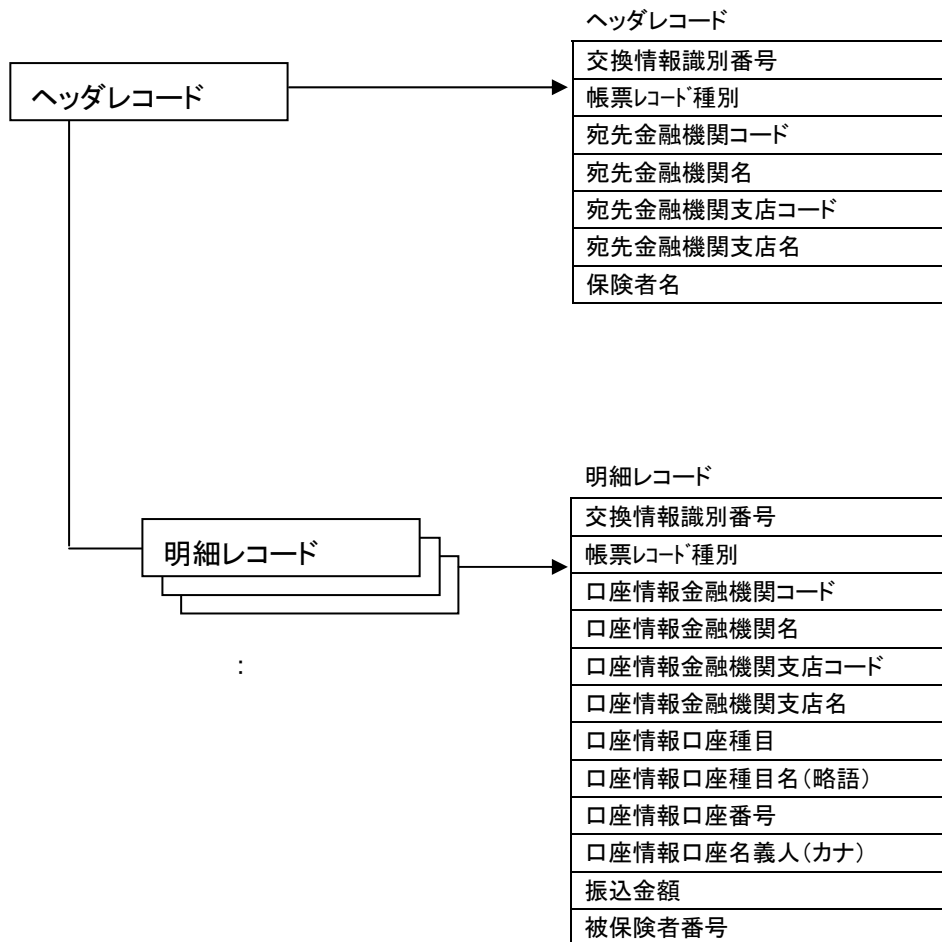 ヘッダレコード
ヘッダレコード
交換情報識別番号
帳票ﾚｺｰﾄﾞ種別
宛先金融機関コード
宛先金融機関名
宛先金融機関支店コード
宛先金融機関支店名
保険者名
明細レコード
明細レコード
:
交換情報識別番号
帳票ﾚｺｰﾄﾞ種別
口座情報金融機関コード
口座情報金融機関名
口座情報金融機関支店コード
口座情報金融機関支店名
口座情報口座種目
口座情報口座種目名(略語)
口座情報口座番号
口座情報口座名義人(カナ)
振込金額
被保険者番号